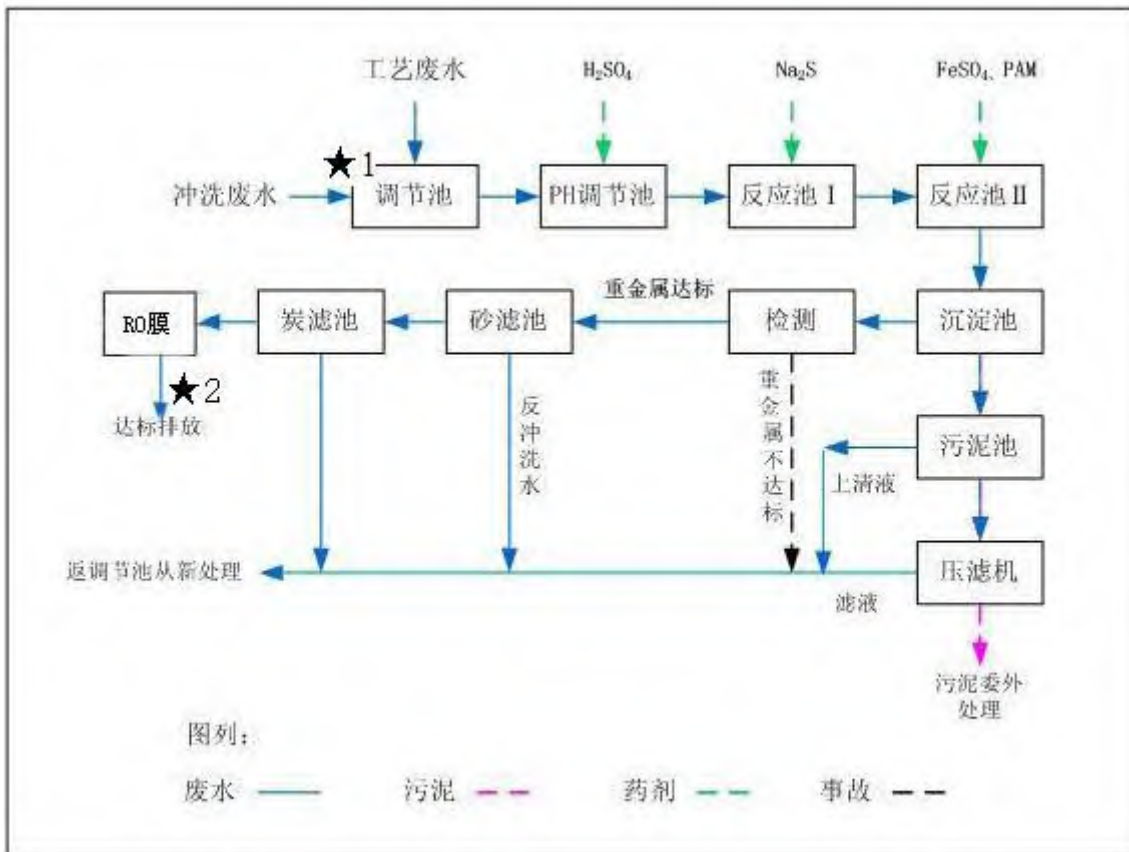 工艺废水
H₂SO₄
Na₂S
FeSO₄、PAM
★1
冲洗废水
调节池
PH调节池
反应池Ⅰ
反应池Ⅱ
重金属达标
RO膜
炭滤池
砂滤池
检测
沉淀池
★2
达标排放
反冲洗水
重金属不达标
污泥池
上清液
返调节池从新处理
压滤机
滤液
污泥委外
处理
图列：
废水
污泥
药剂
事故